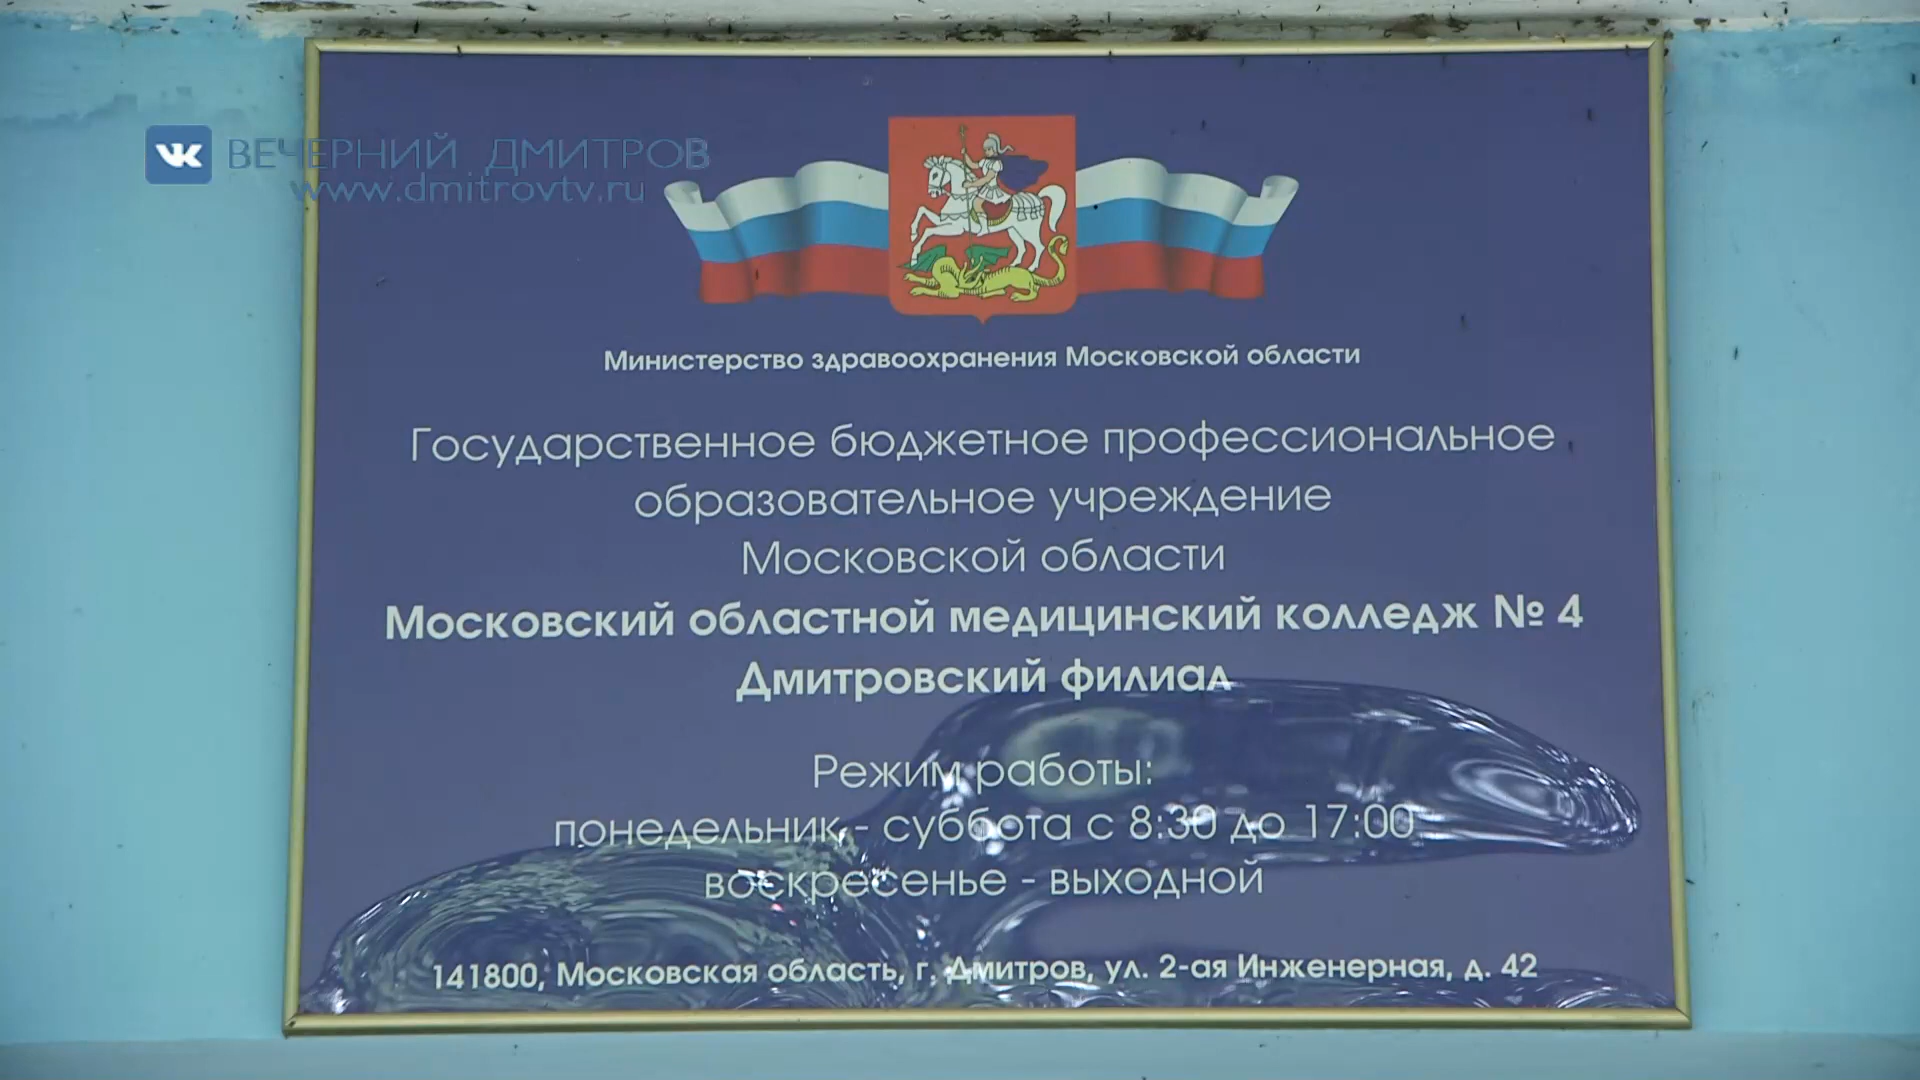 ВЕЧЕРНИЙ ДМИТРОВ
www.dmitrovtv.ru
Министерство здравоохранения Московской области
Государственное бюджетное профессиональное
образовательное учреждение
Московской области
Московский областной медицинский колледж № 4
Дмитровский филиал
Режим работы:
понедельник - суббота с 8:30 до 17:00
воскресенье - выходной
141800, Московская область, г. Дмитров, ул. 2-ая Инженерная, д. 42